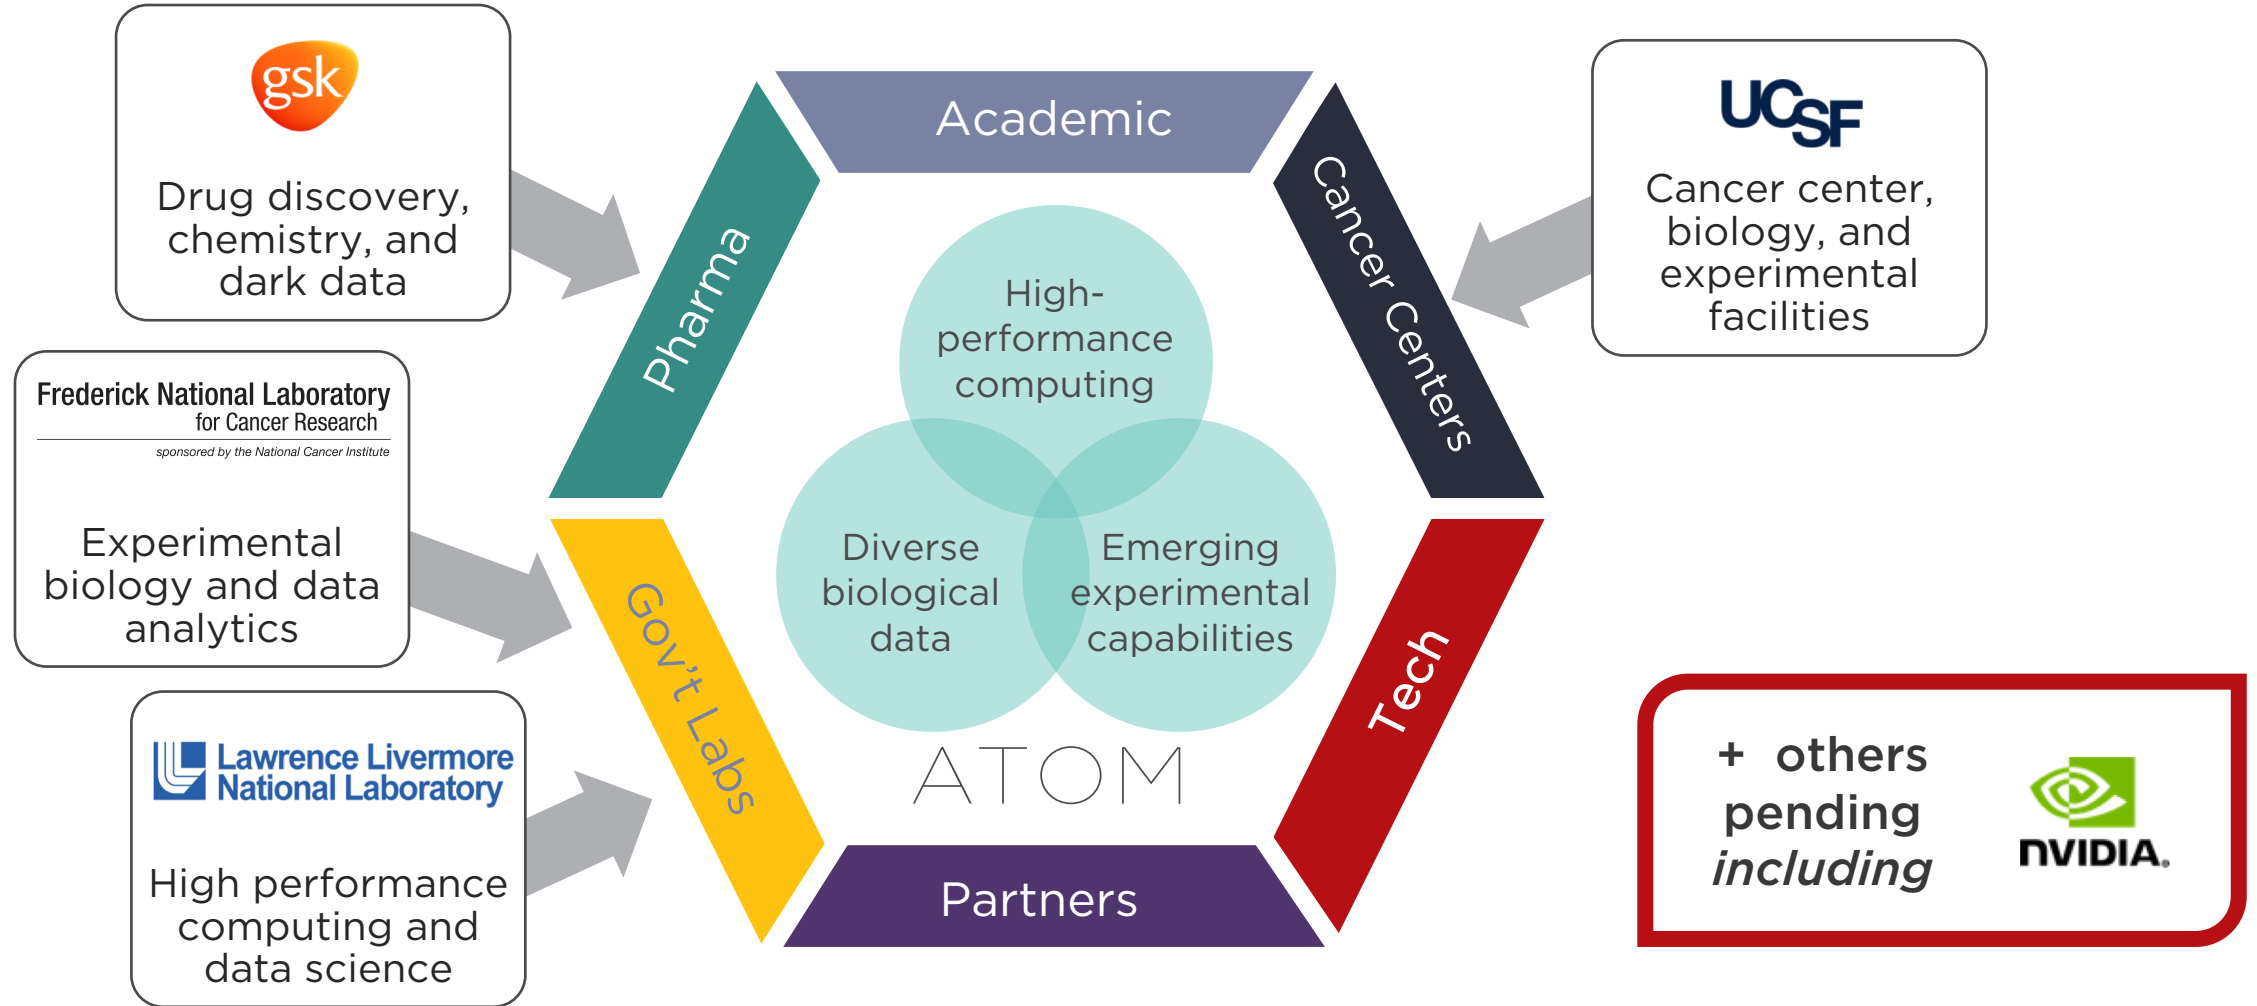 gsk
Drug discovery,
chemistry, and
dark data
Frederick National Laboratory
for Cancer Research
sponsored by the National Cancer Institute
Experimental
biology and data
analytics
Lawrence Livermore
National Laboratory
High performance
computing and
data science
Academic
Pharma
Cancer Centers
Gov't Labs
Tech
Partners
High-
performance
computing
Diverse
biological
data
Emerging
experimental
capabilities
ATOM
UCSF
Cancer center,
biology, and
experimental
facilities
+ others
pending
including
NVIDIA.